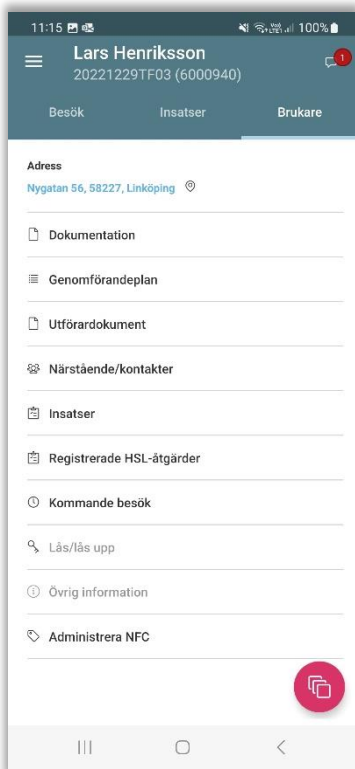 11:15 100%
Lars Henriksson
20221229TF03 (6000940)
1
Besök Insatser Brukare
Adress
Nygatan 56, 58227, Linköping
Dokumentation
Genomförandeplan
Utförardokument
Närstående/kontakter
Insatser
Registrerade HSL-åtgärder
Kommande besök
Lås/lås upp
Övrig information
Administrera NFC